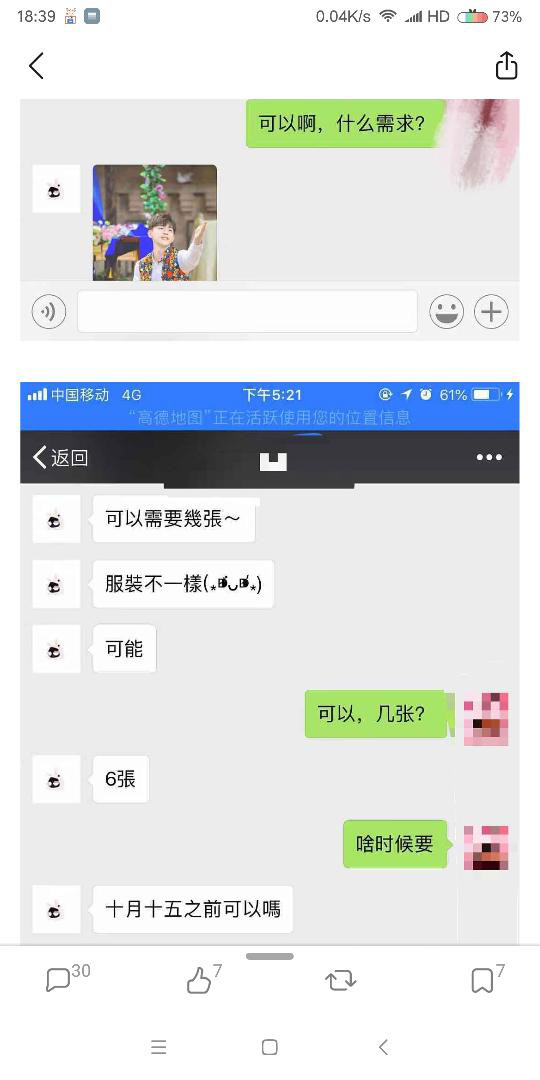 18:39
0.04K/s HD 73%
可以啊，什么需求？
中国移动 4G 下午5:21 61%
“高德地图”正在活跃使用您的位置信息
返回
可以需要幾張～
服裝不一樣(
可能
可以，几张？
6張
啥时候要
十月十五之前可以嗎
30
7
7